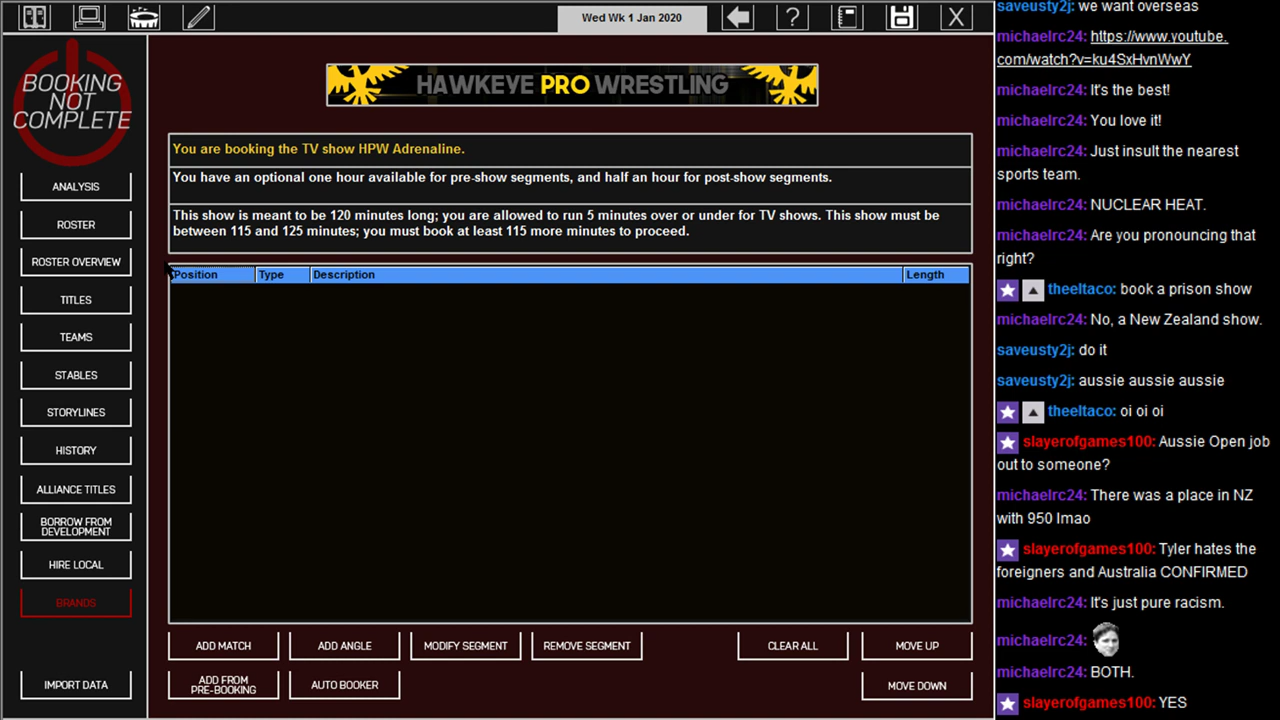 Wed Wk 1 Jan 2020
?
X
BOOKING
NOT
COMPLETE
ANALYSIS
ROSTER
ROSTER OVERVIEW
TITLES
TEAMS
STABLES
STORYLINES
HISTORY
ALLIANCE TITLES
BORROW FROM
DEVELOPMENT
HIRE LOCAL
BRANDS
IMPORT DATA
HAWKEYE PRO WRESTLING
You are booking the TV show HPW Adrenaline.
You have an optional one hour available for pre-show segments, and half an hour for post-show segments.
This show is meant to be 120 minutes long; you are allowed to run 5 minutes over or under for TV shows. This show must be
between 115 and 125 minutes; you must book at least 115 more minutes to proceed.
Position Type Description Length
ADD MATCH
ADD ANGLE
MODIFY SEGMENT
REMOVE SEGMENT
CLEAR ALL
MOVE UP
ADD FROM
PRE-BOOKING
AUTO BOOKER
MOVE DOWN
saveusty2j: we want overseas
michaelrc24: https://www.youtube.
com/watch?v=ku4SxHvnWwY
michaelrc24: It's the best!
michaelrc24: You love it!
michaelrc24: Just insult the nearest
sports team.
michaelrc24: NUCLEAR HEAT.
michaelrc24: Are you pronouncing that
right?
theeltaco: book a prison show
michaelrc24: No, a New Zealand show.
saveusty2j: do it
saveusty2j: aussie aussie aussie
theeltaco: oi oi oi
slayerofgames100: Aussie Open job
out to someone?
michaelrc24: There was a place in NZ
with 950 lmao
slayerofgames100: Tyler hates the
foreigners and Australia CONFIRMED
michaelrc24: It's just pure racism.
michaelrc24:
michaelrc24: BOTH.
slayerofgames100: YES